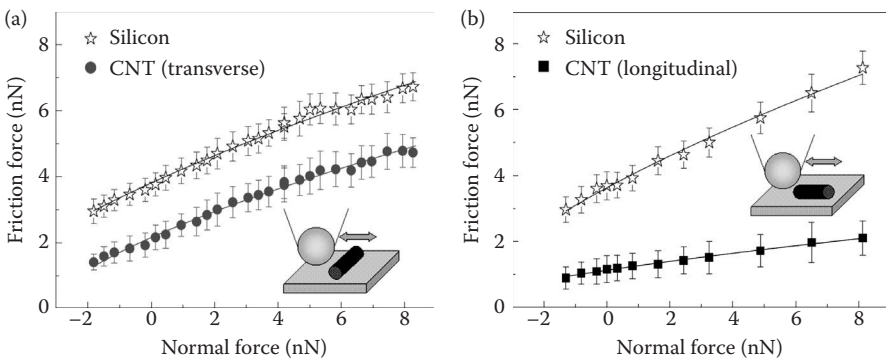 (a)
Silicon
CNT (transverse)
Friction force (nN)
8
6
4
2
0
−2 0 2 4 6 8
Normal force (nN)
(b)
Silicon
CNT (longitudinal)
Friction force (nN)
8
6
4
2
0
−2 0 2 4 6 8
Normal force (nN)